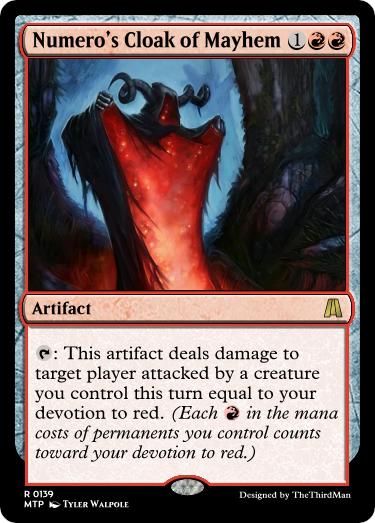 Numero's Cloak of Mayhem 1
Artifact
: This artifact deals damage to
target player attacked by a creature
you control this turn equal to your
devotion to red. (Each in the mana
costs of permanents you control counts
toward your devotion to red.)
R 0139
MTP Tyler Walpole
Designed by TheThirdMan